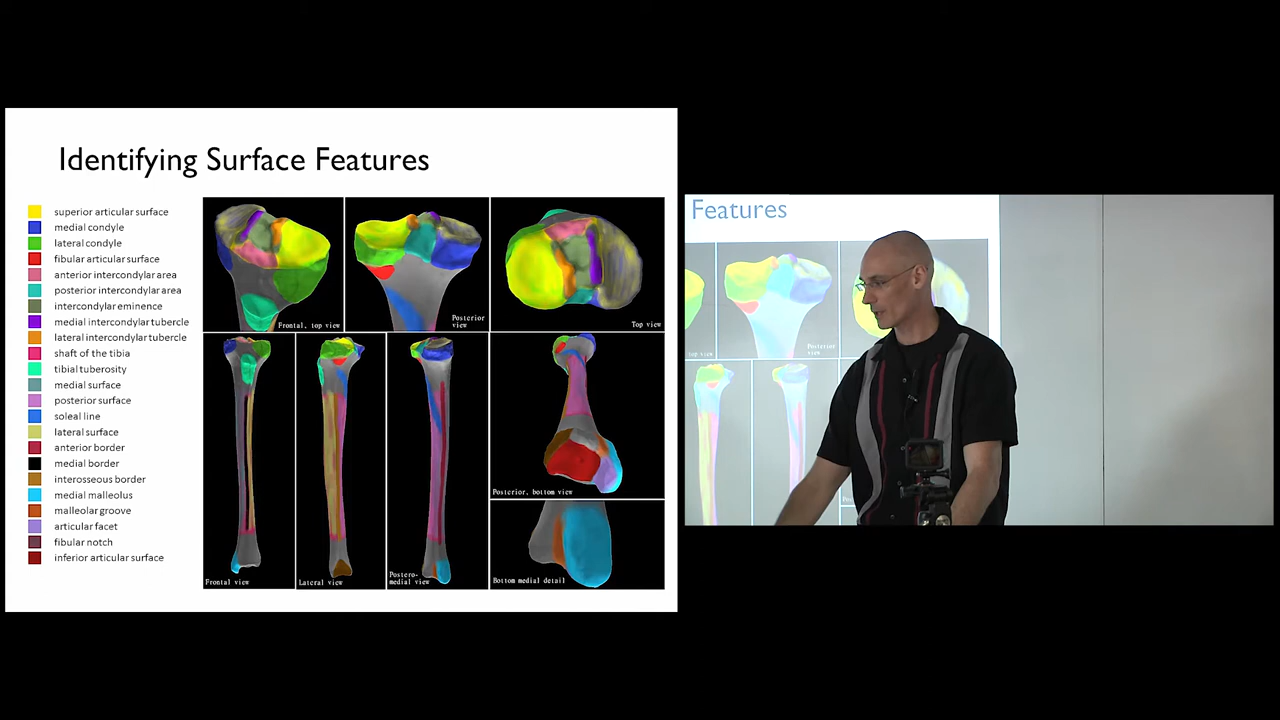 Identifying Surface Features
superior articular surface
medial condyle
lateral condyle
fibular articular surface
anterior intercondylar area
posterior intercondylar area
intercondylar eminence
medial intercondylar tubercle
lateral intercondylar tubercle
shaft of the tibia
tibial tuberosity
medial surface
posterior surface
soleal line
lateral surface
anterior border
medial border
interosseous border
medial malleolus
malleolar groove
articular facet
fibular notch
inferior articular surface
Frontal, top view
Posterior
view
Top view
Frontal view
Lateral view
Postero-
medial view
Posterior, bottom view
Bottom medial detail
Features
top view
Posterior
view